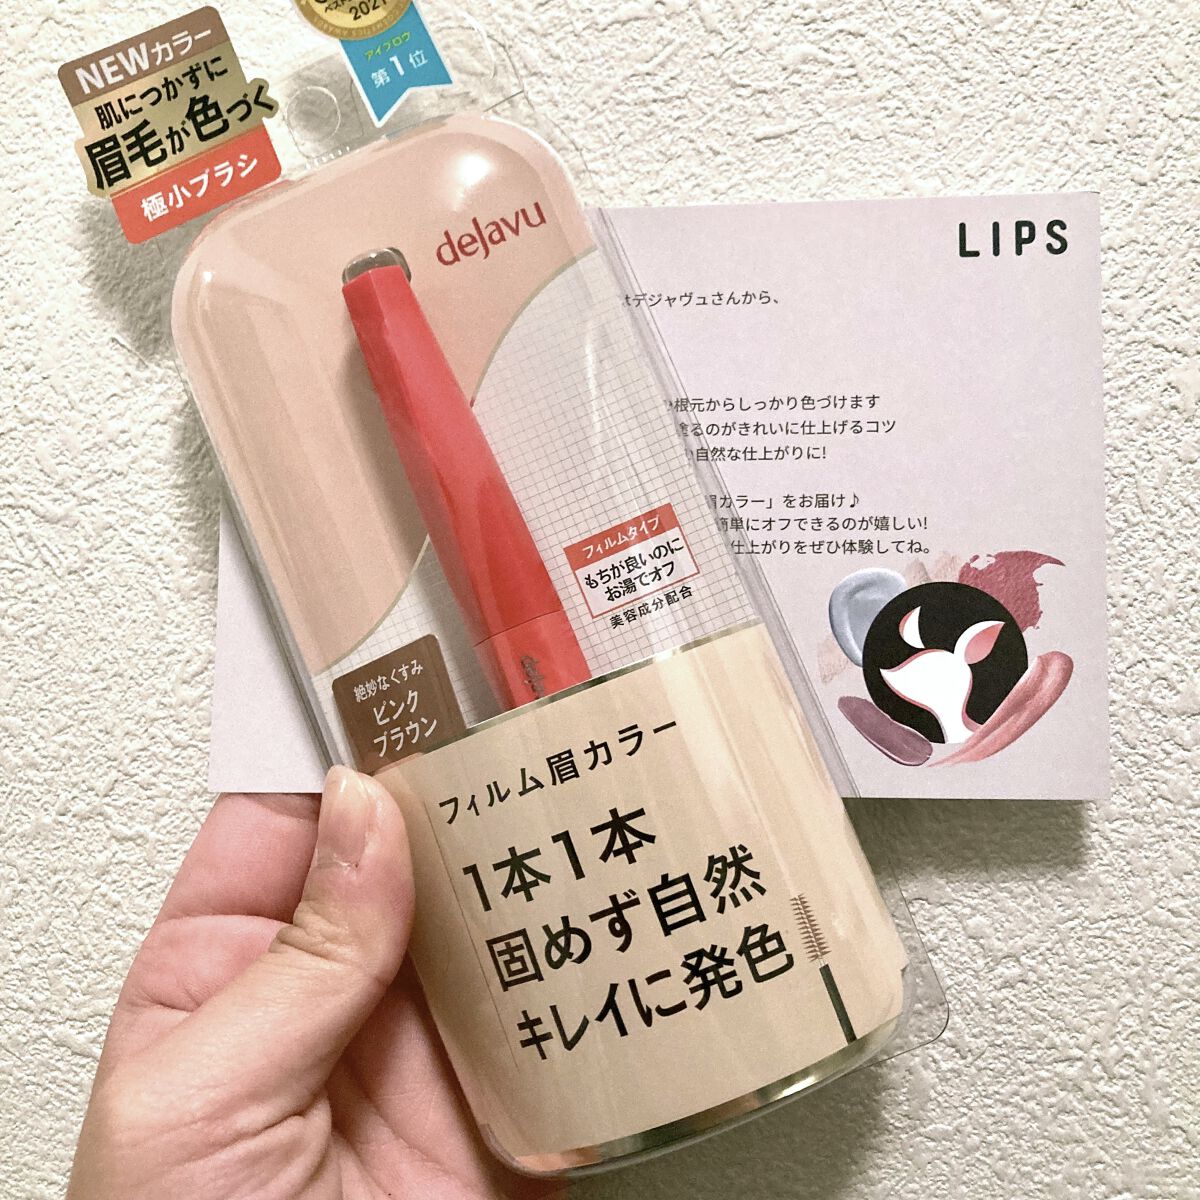 2021
アイブロウ
第1位
NEWカラー
肌につかずに
眉毛が色づく
極小ブラシ
dejavu
LIPS
デジャヴュさんから、
根元からしっかり色づけます
塗るのがきれいに仕上げるコツ
自然な仕上がりに!
眉カラー」をお届け♪
簡単にオフできるのが嬉しい!
仕上がりをぜひ体験してね。
フィルムタイプ
もちが良いのに
お湯でオフ
美容成分配合
絶妙なくすみ
ピンク
ブラウン
フィルム眉カラー
1本1本
固めず自然
キレイに発色